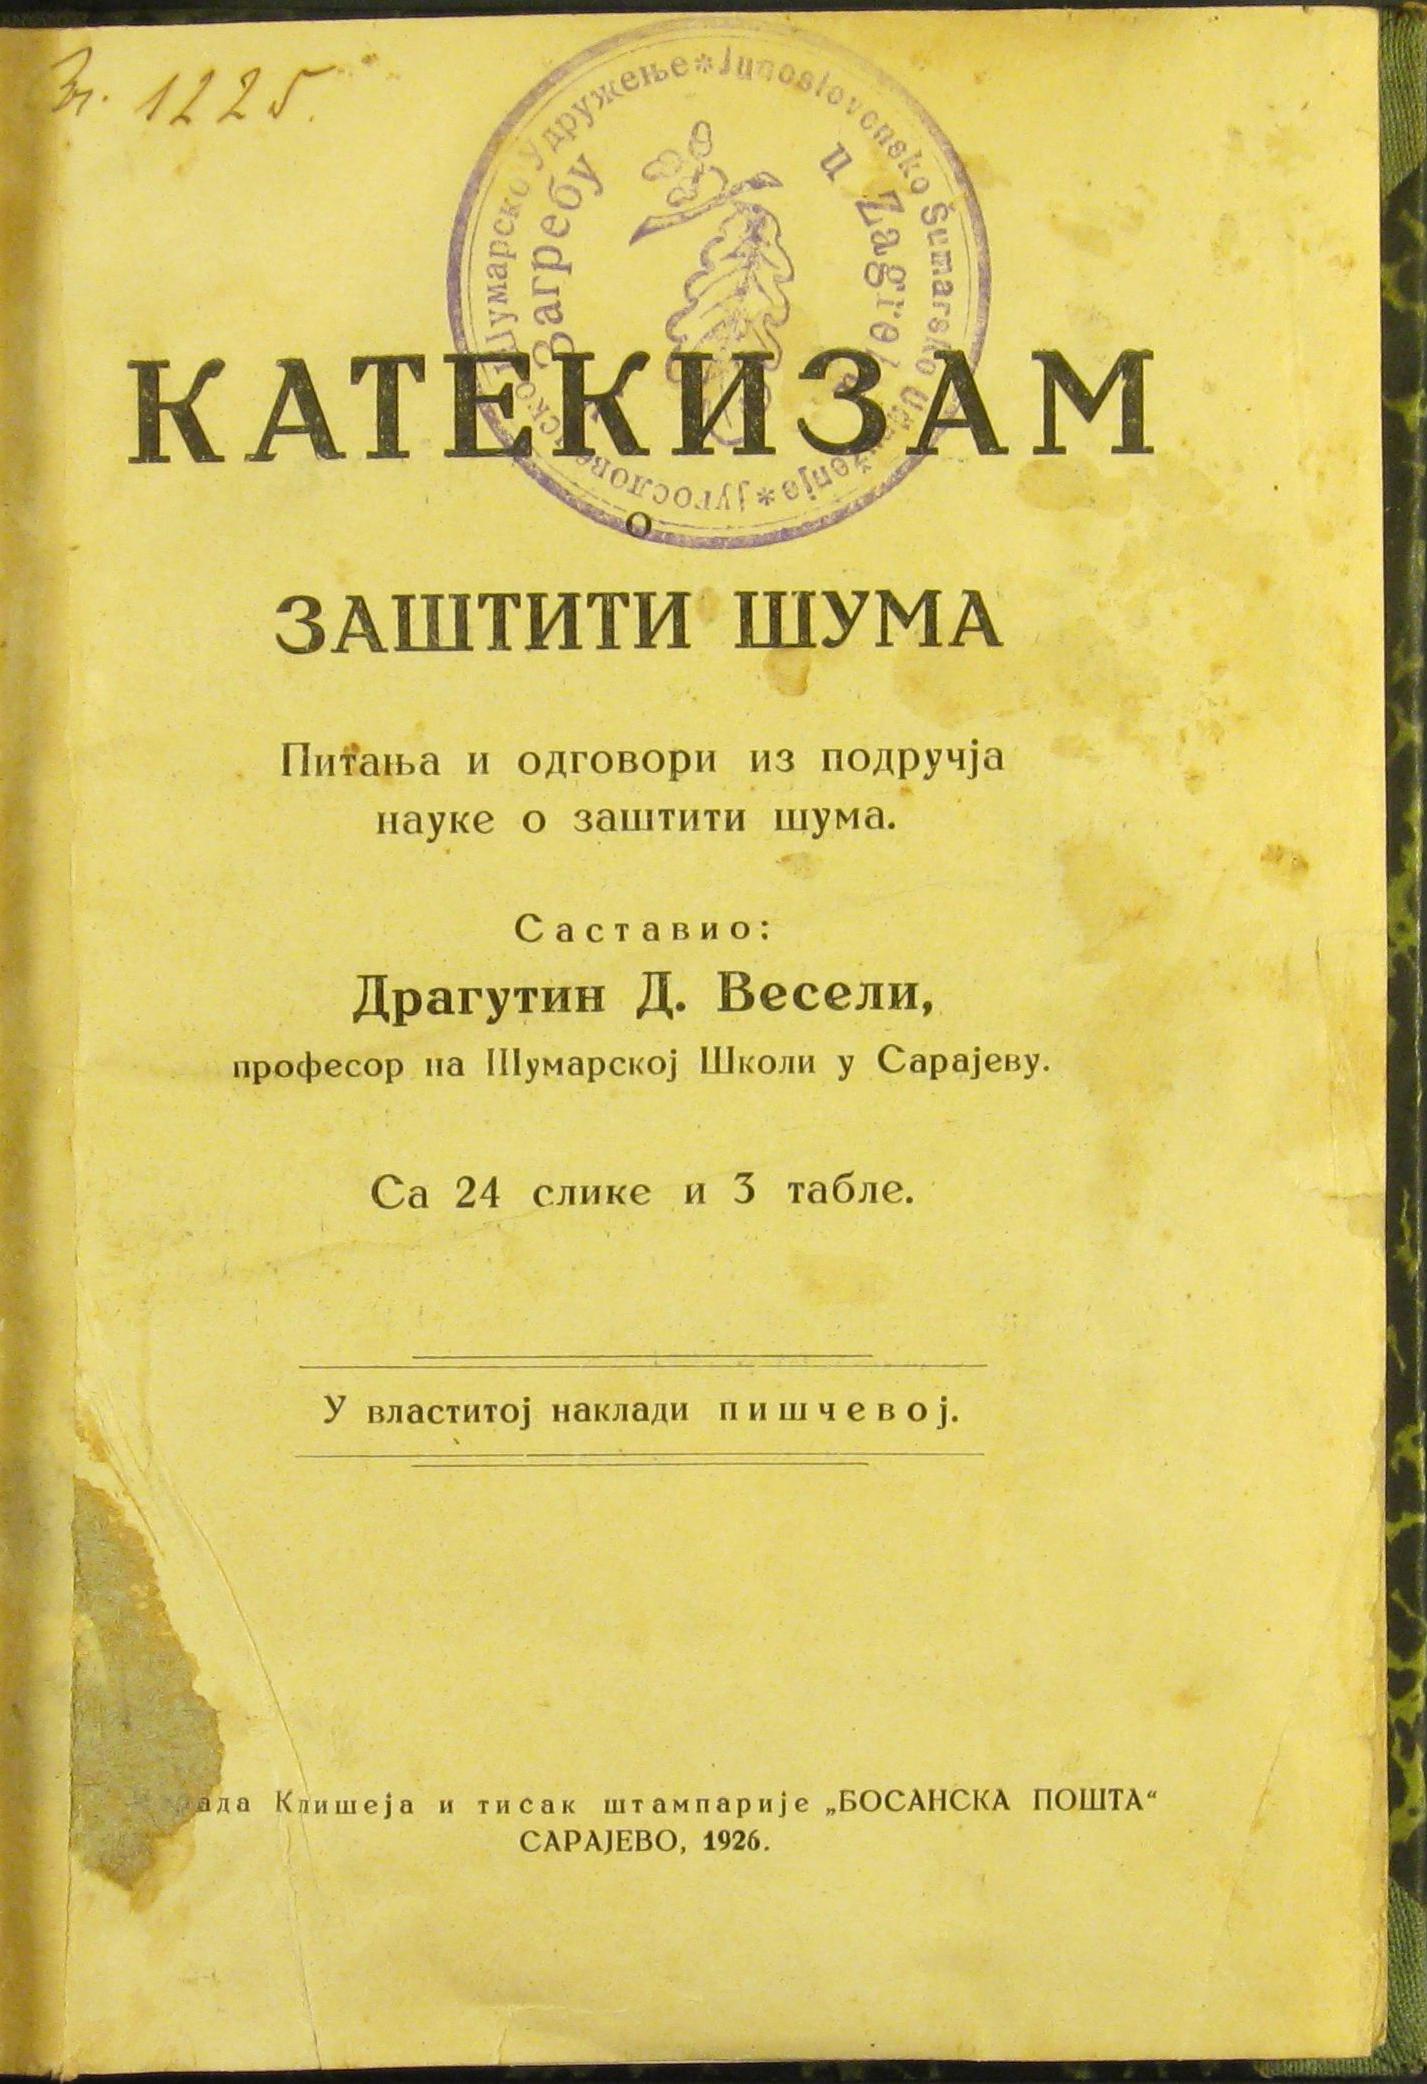 1225.
Југословенско Шумарско Удружење * Jugoslovensko Šumarsko Udruženje *
Загребу
u Zagrebu
КАТЕКИЗАМ
О
ЗАШТИТИ ШУМА
Питања и одговори из подручја
науке о заштити шума.
Саставио:
Драгутин Д. Весели,
професор на Шумарској Школи у Сарајеву.
Са 24 слике и 3 табле.
У властитој наклади пишчевој.
Клишеја и тисак штампарије „БОСАНСКА ПОШТА“
САРАЈЕВО, 1926.